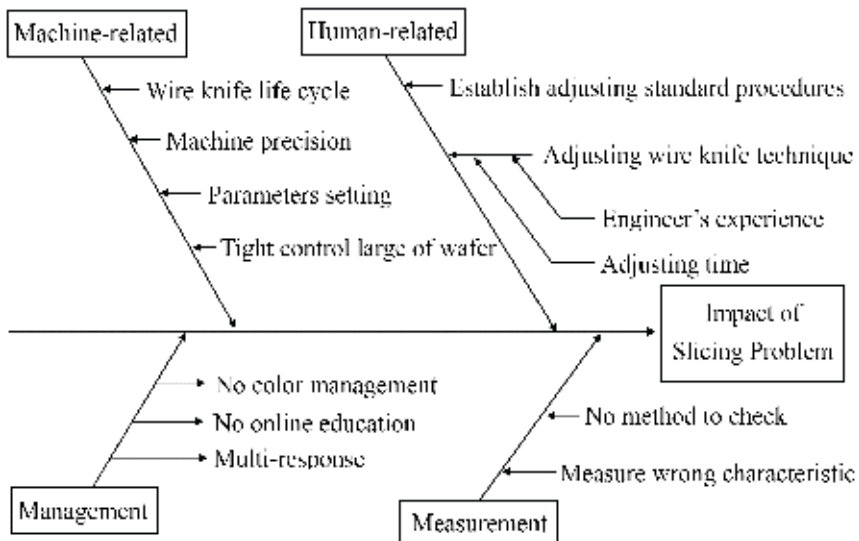 Machine-related
Human-related
Wire knife life cycle
Machine precision
Parameters setting
Tight control large of wafer
Establish adjusting standard procedures
Adjusting wire knife technique
Engineer's experience
Adjusting time
Impact of
Slicing Problem
No color management
No online education
Multi-response
No method to check
Measure wrong characteristic
Management
Measurement